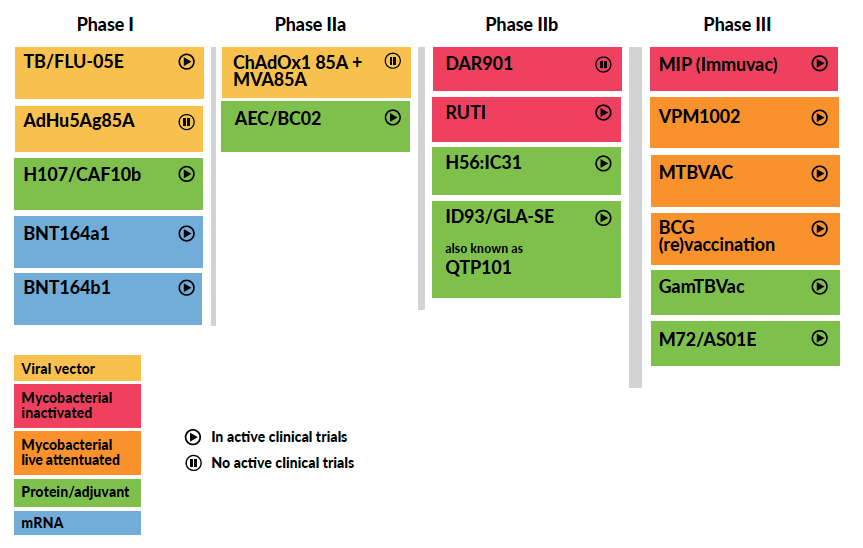 Phase I
Phase IIa
Phase IIb
Phase III
TB/FLU-05E
AdHu5Ag85A
H107/CAF10b
BNT164a1
BNT164b1
ChAdOx1 85A +
MVA85A
AEC/BC02
DAR901
RUTI
H56:IC31
ID93/GLA-SE
also known as
QTP101
MIP (Immuvac)
VPM1002
MTBVAC
BCG
(re)vaccination
GamTBVac
M72/AS01E
Viral vector
Mycobacterial
inactivated
Mycobacterial
live attentuated
Protein/adjuvant
mRNA
In active clinical trials
No active clinical trials